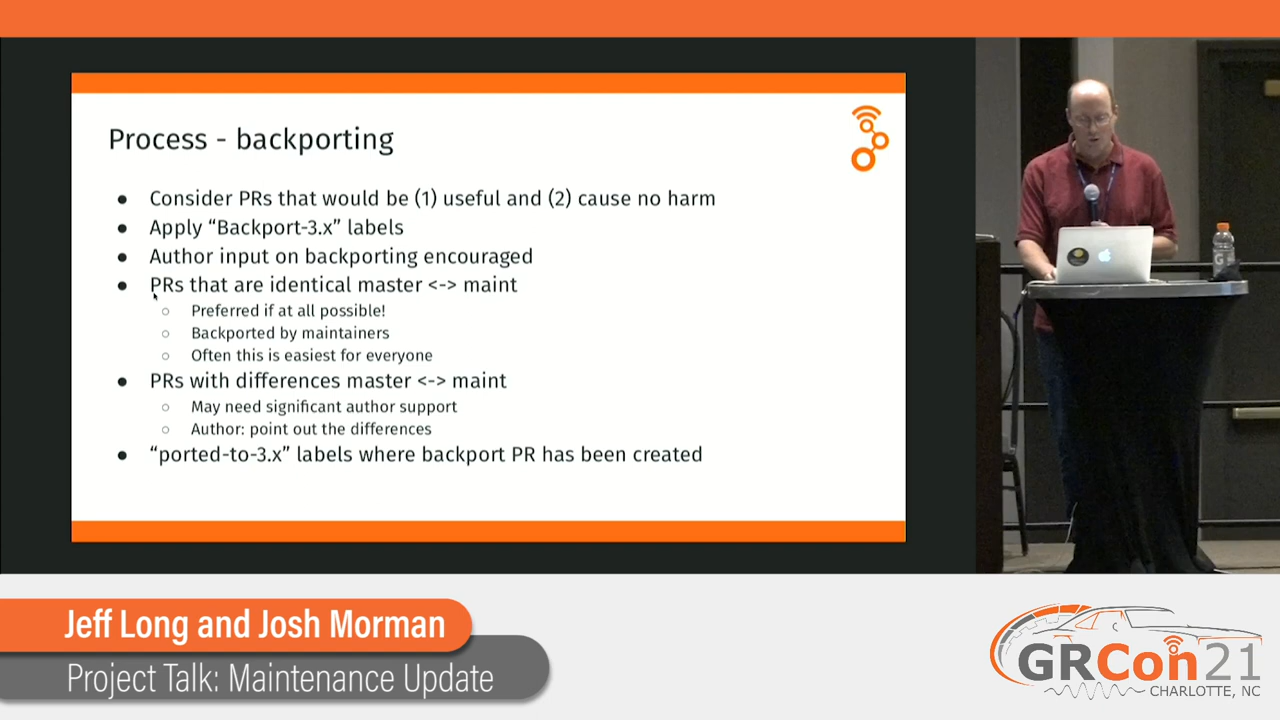 Process - backporting
Consider PRs that would be (1) useful and (2) cause no harm
Apply “Backport-3.x” labels
Author input on backporting encouraged
PRs that are identical master <-> maint
Preferred if at all possible!
Backported by maintainers
Often this is easiest for everyone
PRs with differences master <-> maint
May need significant author support
Author: point out the differences
“ported-to-3.x” labels where backport PR has been created
G
Jeff Long and Josh Morman
Project Talk: Maintenance Update
GRCon21
CHARLOTTE, NC